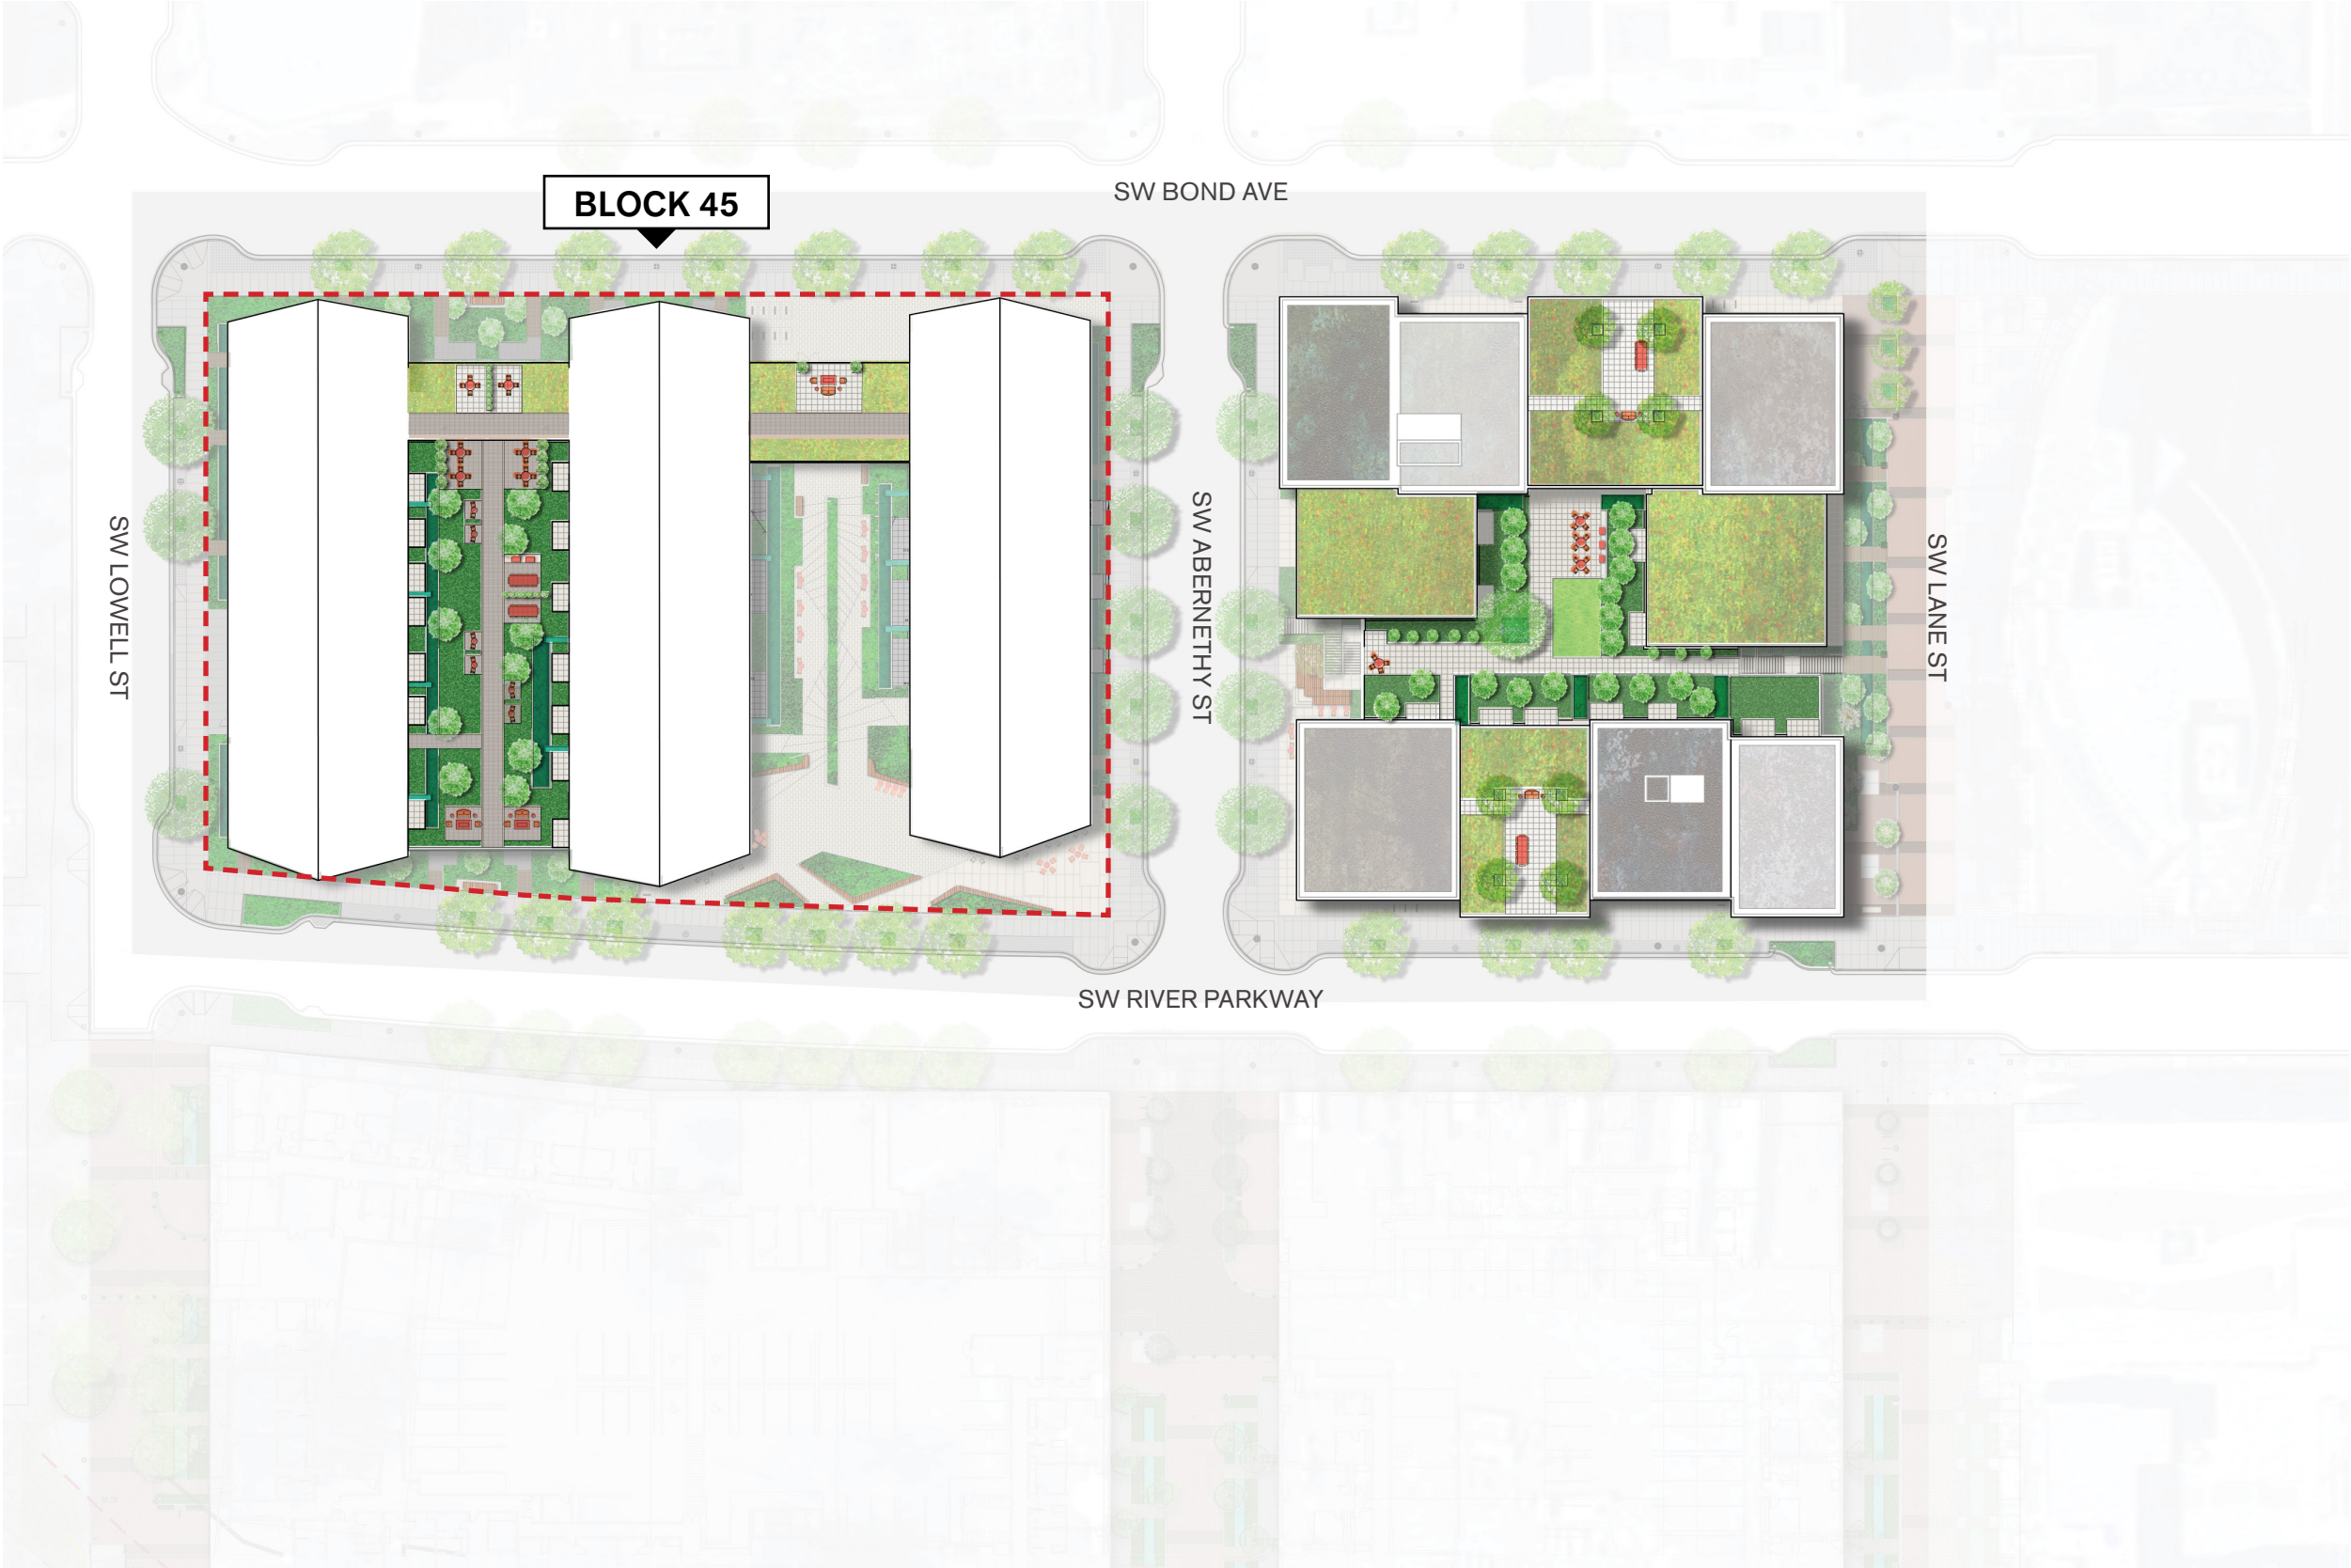 BLOCK 45
SW BOND AVE
SW LOWELL ST
SW ABERNETHY ST
SW LANE ST
SW RIVER PARKWAY